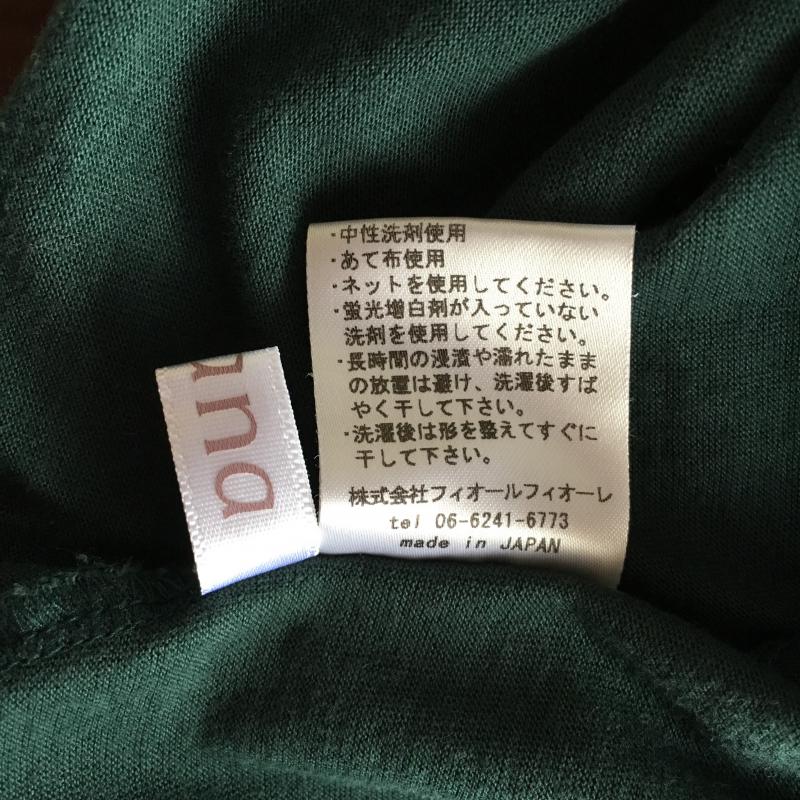 ・中性洗剤使用
・あて布使用
・ネットを使用してください。
・蛍光増白剤が入っていない
洗剤を使用してください。
・長時間の浸漬や濡れたまま
の放置は避け、洗濯後すば
やく干して下さい。
・洗濯後は形を整えてすぐに
干して下さい。
株式会社フィオールフィオーレ
tel 06-6241-6773
made in JAPAN
una